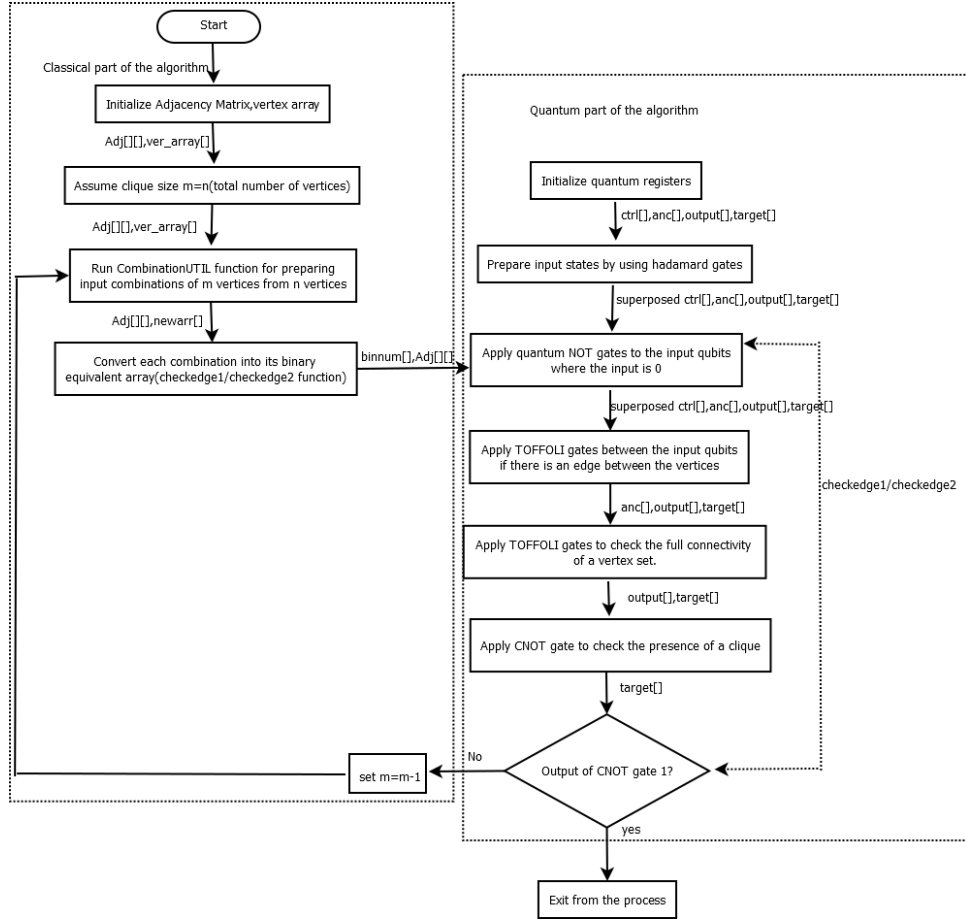 Start
Classical part of the algorithm
Initialize Adjacency Matrix,vertex array
Adj[][],ver_array[]
Assume clique size m=n(total number of vertices)
Adj[][],ver_array[]
Run CombinationUTIL function for preparing
input combinations of m vertices from n vertices
Adj[][],newarr[]
Convert each combination into its binary
equivalent array(checkedge1/checkedge2 function)
binnum[],Adj[][]
set m=m-1
Quantum part of the algorithm
Initialize quantum registers
ctrl[],anc[],output[],target[]
Prepare input states by using hadamard gates
superposed ctrl[],anc[],output[],target[]
Apply quantum NOT gates to the input qubits
where the input is 0
superposed ctrl[],anc[],output[],target[]
Apply TOFFOLI gates between the input qubits
if there is an edge between the vertices
checkedge1/checkedge2
anc[],output[],target[]
Apply TOFFOLI gates to check the full connectivity
of a vertex set.
output[],target[]
Apply CNOT gate to check the presence of a clique
target[]
Output of CNOT gate 1?
No
yes
Exit from the process